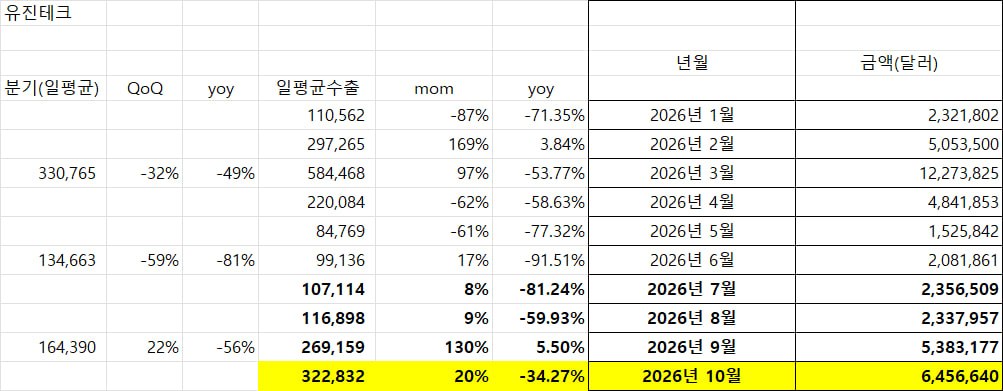 유진테크
년월 금액(달러)
분기(일평균) QoQ yoy 일평균수출 mom yoy
110,562 -87% -71.35% 2026년 1월 2,321,802
297,265 169% 3.84% 2026년 2월 5,053,500
330,765 -32% -49% 584,468 97% -53.77% 2026년 3월 12,273,825
220,084 -62% -58.63% 2026년 4월 4,841,853
84,769 -61% -77.32% 2026년 5월 1,525,842
134,663 -59% -81% 99,136 17% -91.51% 2026년 6월 2,081,861
107,114 8% -81.24% 2026년 7월 2,356,509
116,898 9% -59.93% 2026년 8월 2,337,957
164,390 22% -56% 269,159 130% 5.50% 2026년 9월 5,383,177
322,832 20% -34.27% 2026년 10월 6,456,640